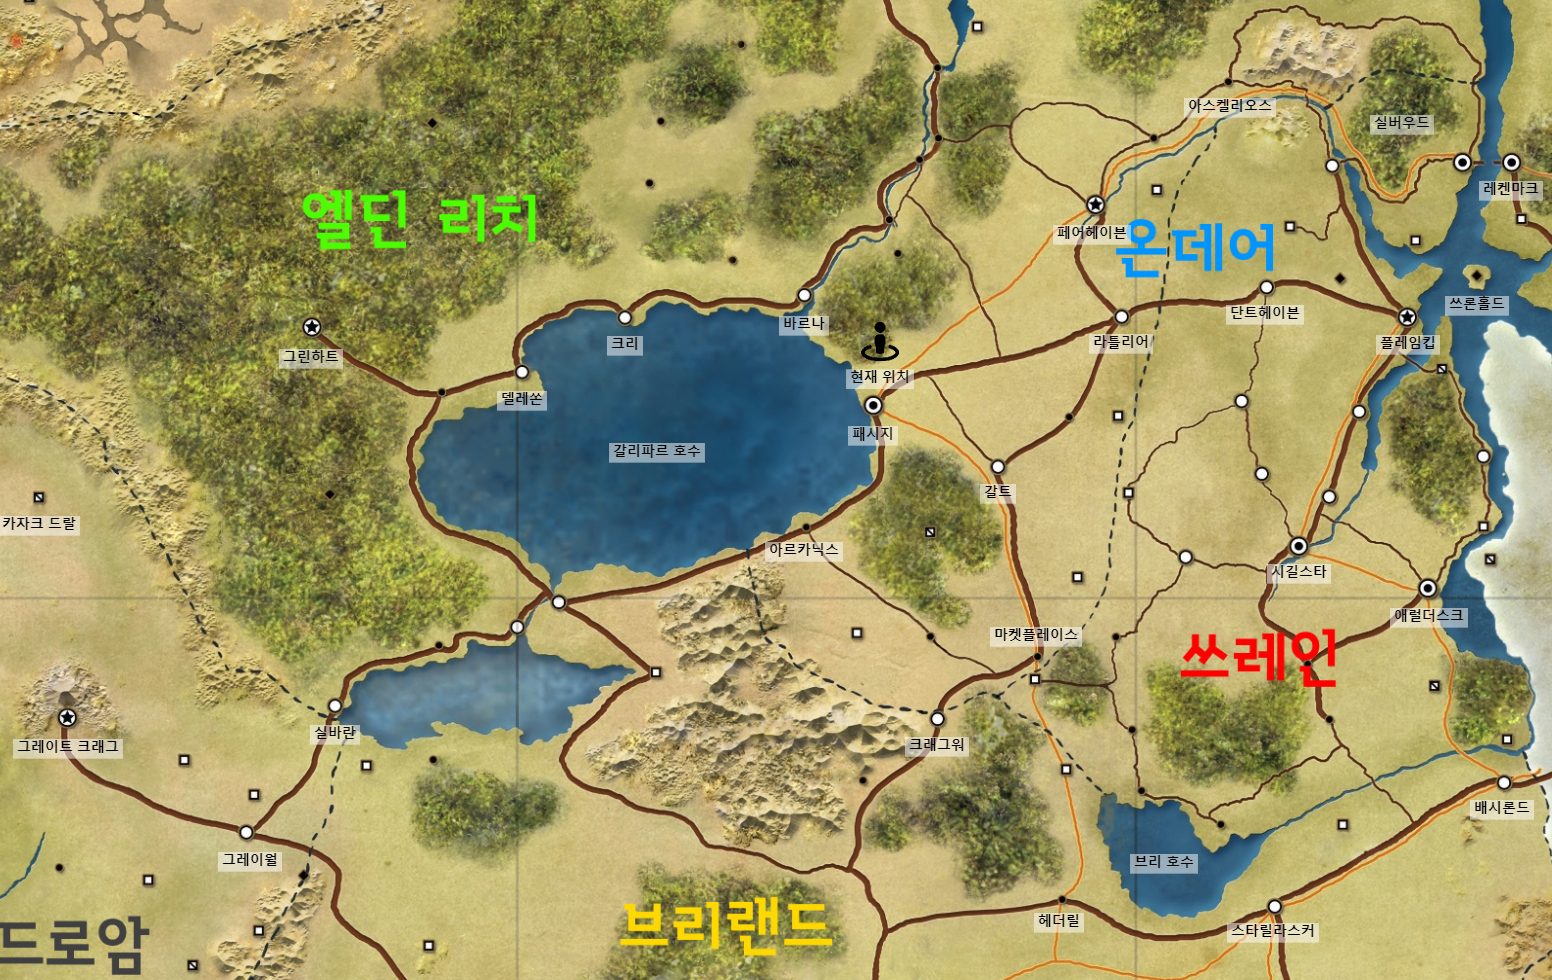 아스켈리오스
실버우드
레켄마크
엘딘 리치
페어헤이븐
온데어
쓰론홀드
단트헤이븐
바르나
크리
라틀리어
플레임킵
그린하트
현재 위치
델레쏜
패시지
갈리파르 호수
갈트
카자크 드랄
아르카닉스
시길스타
애럴더스크
마켓플레이스
쓰레인
실바란
크래그워
그레이트 크래그
배시론드
그레이월
브리 호수
브리랜드
헤더릴
스타릴라스커
드로암